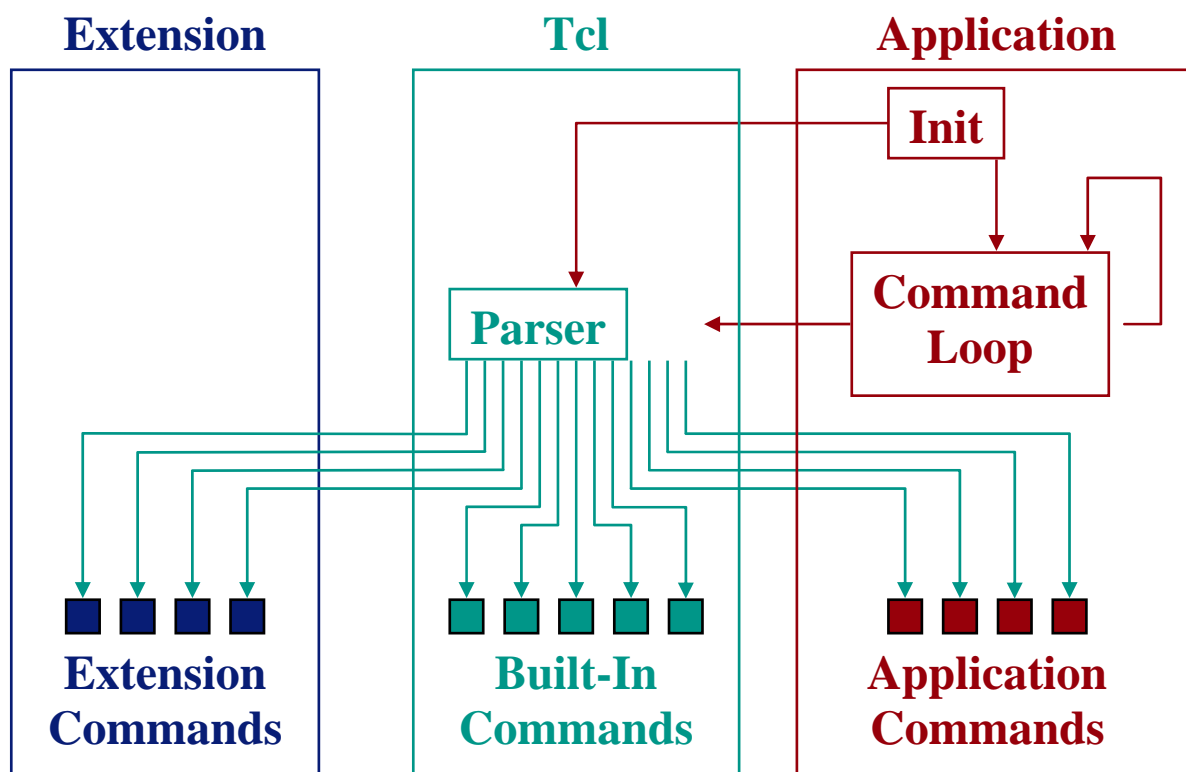 Extension
Tcl
Application
Init
Command
Loop
Parser
Extension
Commands
Built-In
Commands
Application
Commands